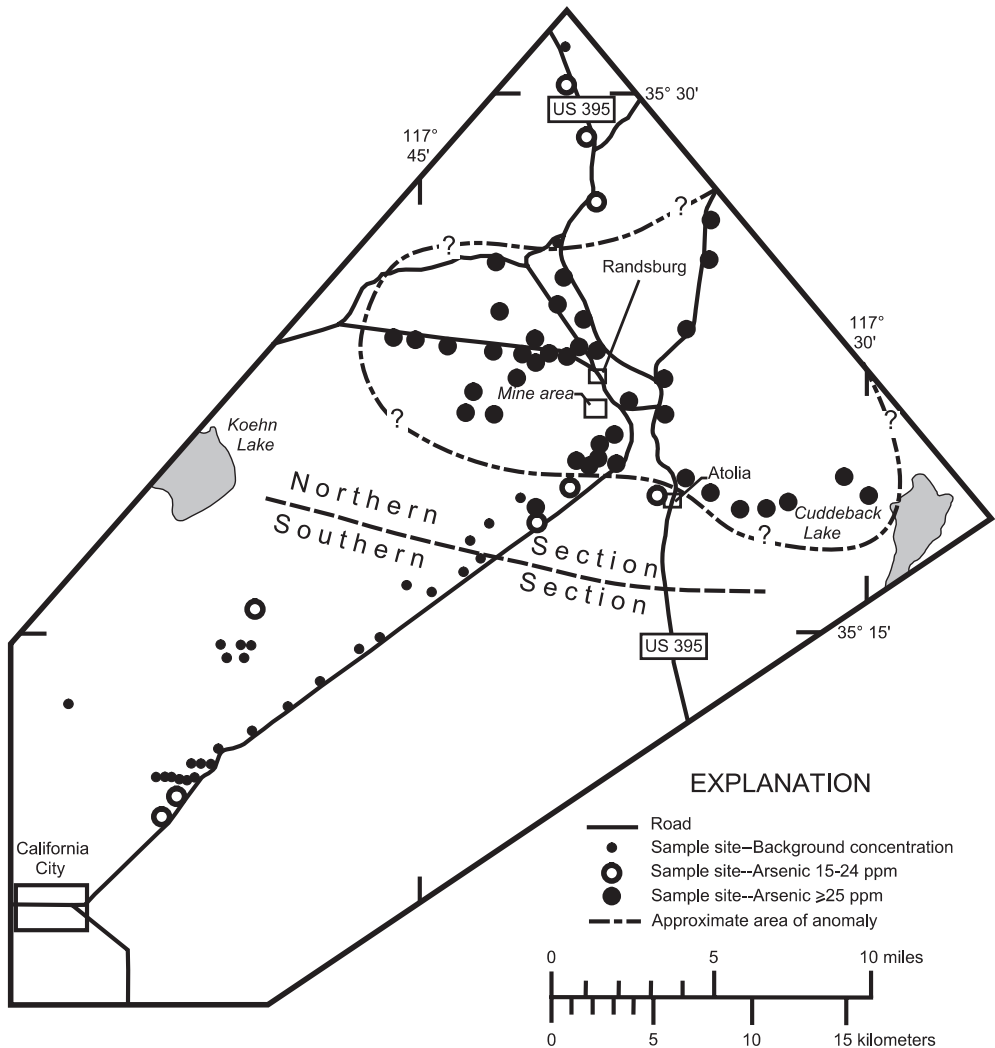 US 395
35° 30'
117°
45'
?
?
Randsburg
117°
30'
Mine area
?
?
Koehn
Lake
Atolia
Northern
Section
Cuddeback
Lake
?
Southern
Section
35° 15'
US 395
California
City
EXPLANATION
Road
Sample site–Background concentration
Sample site--Arsenic 15-24 ppm
Sample site--Arsenic ≥25 ppm
Approximate area of anomaly
0 5 10 miles
0 5 10 15 kilometers